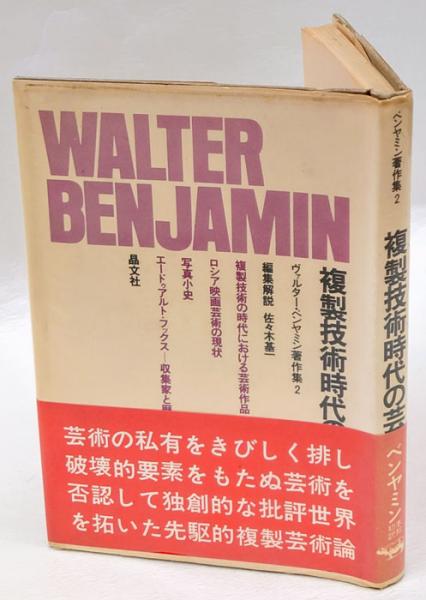 WALTER
BENJAMIN
複製技術時代の
ヴァルター・ベンヤミン著作集2
編集解説 佐々木基一
複製技術の時代における芸術作品
ロシア映画芸術の現状
写真小史
エードゥアルト・フックス—収集家と歴
晶文社
芸術の私有をきびしく排し
破壊的要素をもたぬ芸術を
否認して独創的な批評世界
を拓いた先駆的複製芸術論
ベンヤミン著作集2
複製技術時代の芸
ベンヤミン